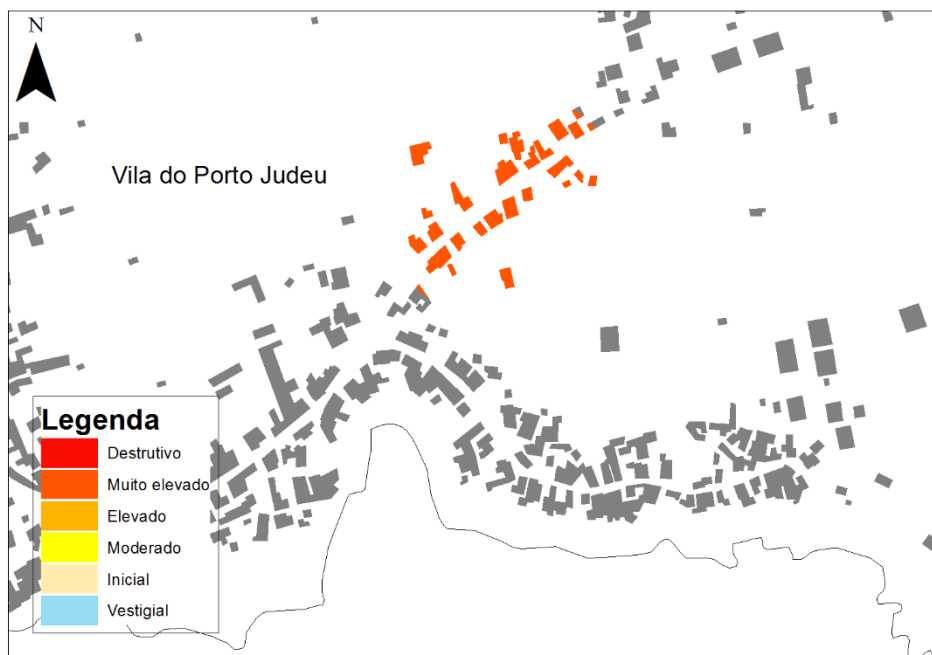 N
Vila do Porto Judeu
Legenda
Destrutivo
Muito elevado
Elevado
Moderado
Inicial
Vestigial